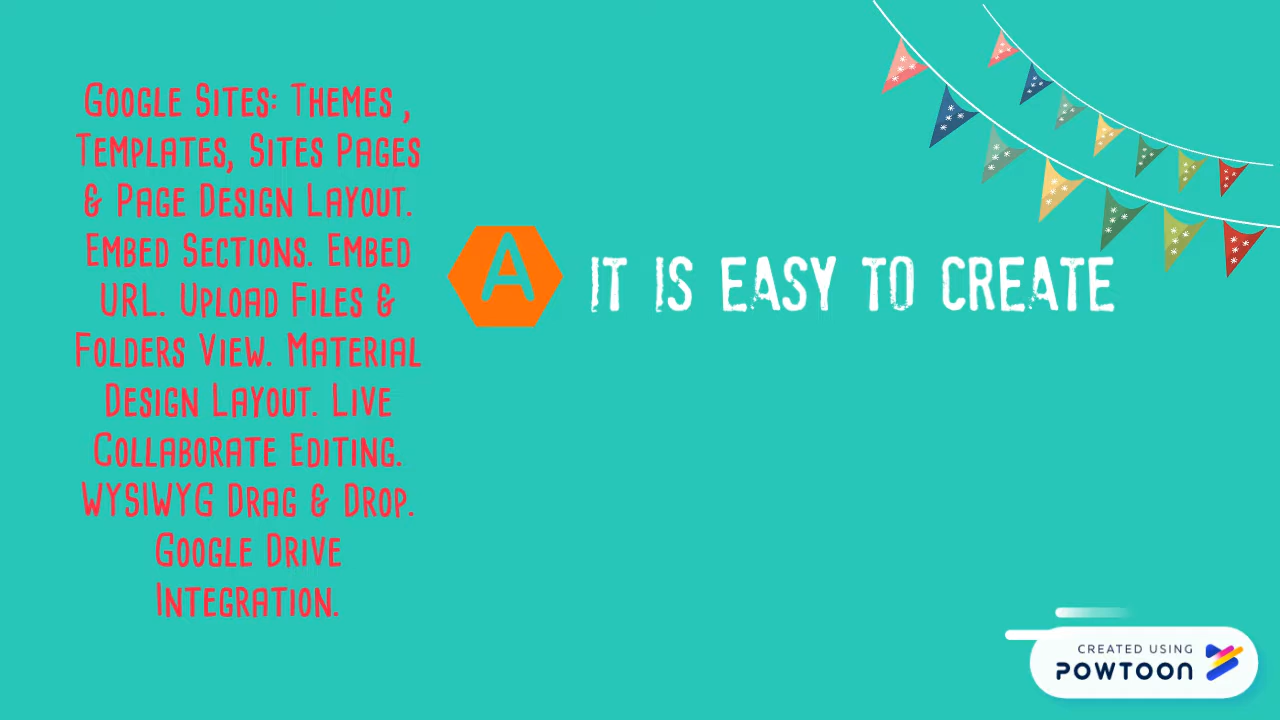 Google Sites: Themes ,
Templates, Sites Pages
& Page Design Layout.
Embed Sections. Embed
URL. Upload Files &
Folders View. Material
Design Layout. Live
Collaborate Editing.
WYSIWYG Drag & Drop.
Google Drive
Integration.
A
IT IS EASY TO CREATE
CREATED USING
POWTOON